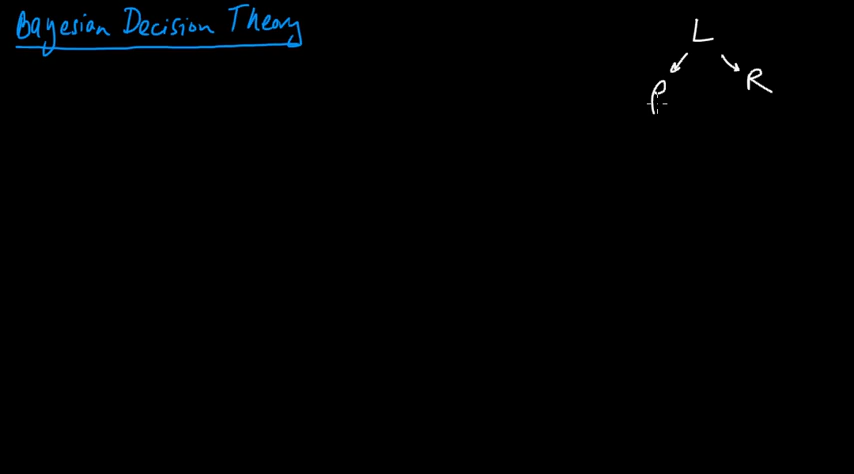 Bayesian Decision Theory
L
ρ R